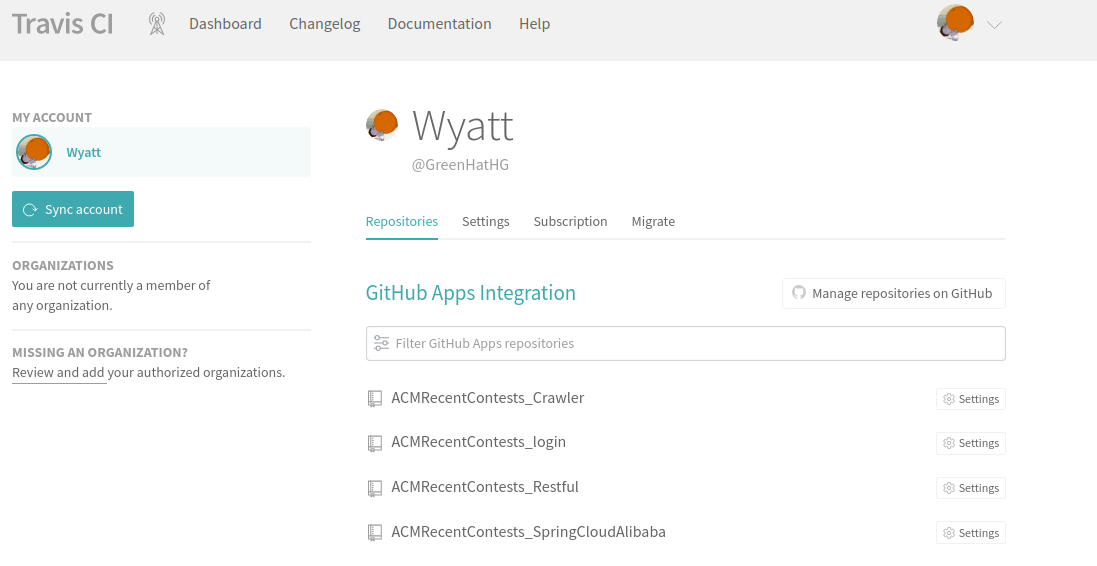 Travis CI
Dashboard
Changelog
Documentation
Help
MY ACCOUNT
Wyatt
Sync account
ORGANIZATIONS
You are not currently a member of
any organization.
MISSING AN ORGANIZATION?
Review and add your authorized organizations.
Wyatt
@GreenHatHG
Repositories
Settings
Subscription
Migrate
GitHub Apps Integration
Manage repositories on GitHub
Filter GitHub Apps repositories
ACMRecentContests_Crawler
Settings
ACMRecentContests_login
Settings
ACMRecentContests_Restful
Settings
ACMRecentContests_SpringCloudAlibaba
Settings